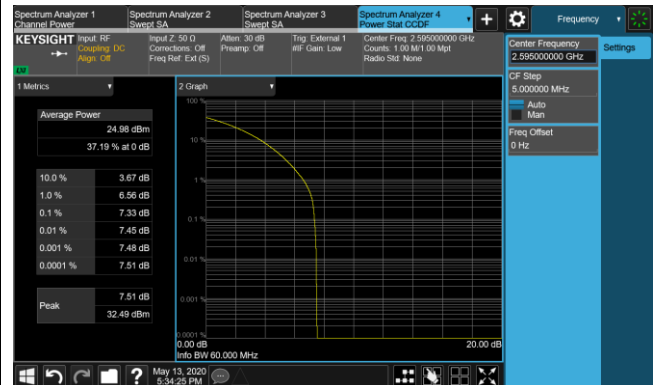 Spectrum Analyzer 1
Channel Power
Spectrum Analyzer 2
Swept SA
Spectrum Analyzer 3
Swept SA
Spectrum Analyzer 4
Power Stat CCDF
Frequency
KEYSIGHT
Input: RF
Coupling: DC
Align: Off
Input Z: 50 Ω
Corrections: Off
Freq Ref: Ext (S)
Atten: 30 dB
Preamp: Off
Trig: External 1
#IF Gain: Low
Center Freq: 2.595000000 GHz
Counts: 1.00 M/1.00 Mpt
Radio Std: None
Center Frequency
2.595000000 GHz
Settings
CF Step
5.000000 MHz
Auto
Man
Freq Offset
0 Hz
1 Metrics
2 Graph
Average Power
24.98 dBm
37.19 % at 0 dB
10.0 % 3.67 dB
1.0 % 6.56 dB
0.1 % 7.33 dB
0.01 % 7.45 dB
0.001 % 7.48 dB
0.0001 % 7.51 dB
Peak
7.51 dB
32.49 dBm
100 %
10 %
1 %
0.1 %
0.01 %
0.001 %
0.0001 %
0.00 dB
20.00 dB
Info BW 60.000 MHz
?
May 13, 2020
5:34:25 PM